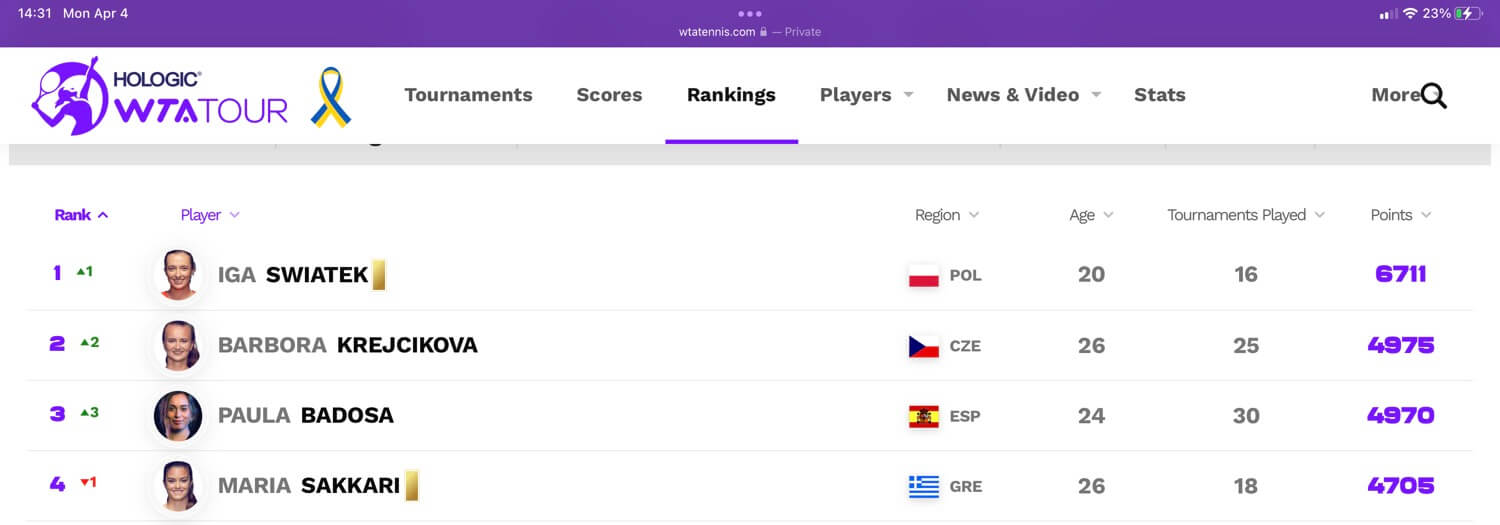 14:31 Mon Apr 4
23%
wtatennis.com — Private
HOLOGIC®
WTATOUR
Tournaments Scores Rankings Players News & Video Stats More
Rank Player Region Age Tournaments Played Points
1 ▲1 IGA SWIATEK POL 20 16 6711
2 ▲2 BARBORA KREJCIKOVA CZE 26 25 4975
3 ▲3 PAULA BADOSA ESP 24 30 4970
4 ▼1 MARIA SAKKARI GRE 26 18 4705